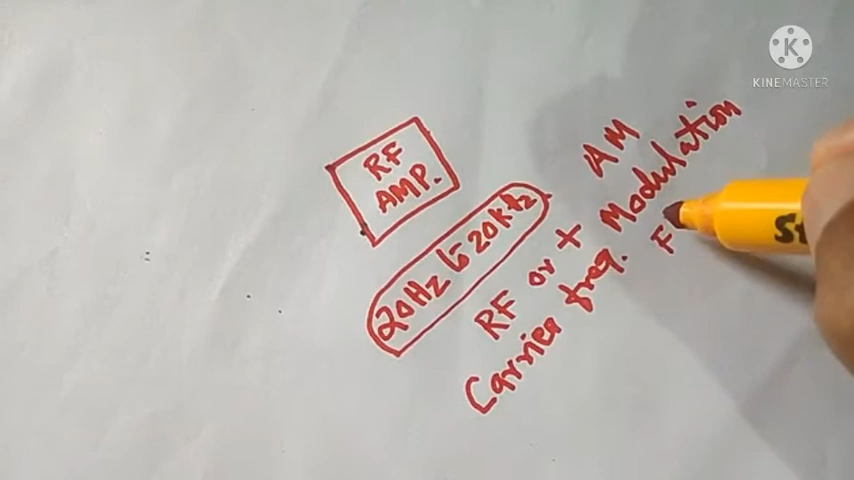 RF
AMP.
20Hz to 20kHz
RF or +
Carrier freq. Modulation
AM
F
K
KINEMASTER